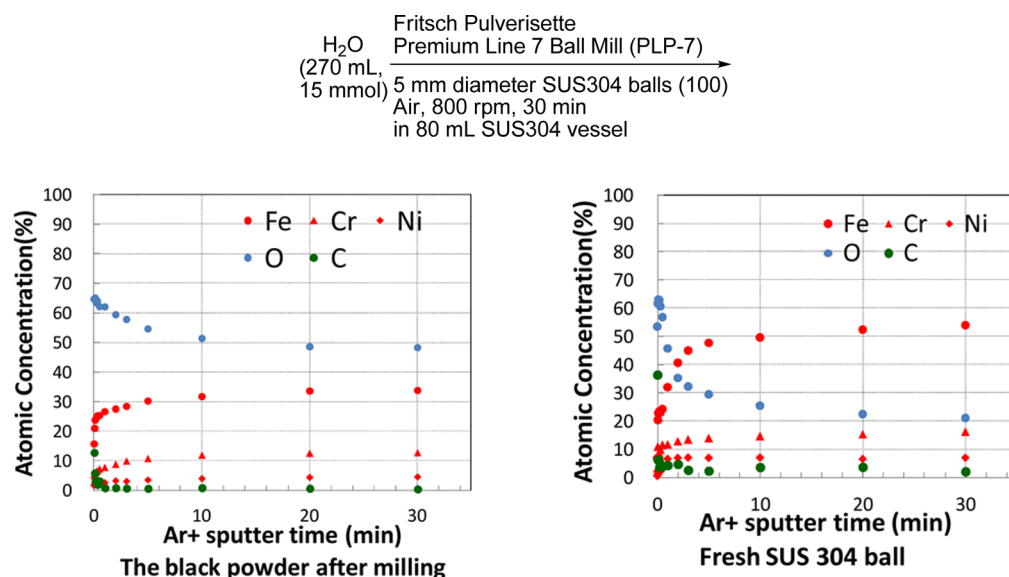 Fritsch Pulverisette
H₂O
Premium Line 7 Ball Mill (PLP-7)
(270 mL,
15 mmol)
5 mm diameter SUS304 balls (100)
Air, 800 rpm, 30 min
in 80 mL SUS304 vessel
Atomic Concentration(%)
100
90
80
70
60
50
40
30
20
10
0
Fe Cr Ni
O C
0 10 20 30
Ar+ sputter time (min)
The black powder after milling
Atomic Concentration(%)
100
90
80
70
60
50
40
30
20
10
0
Fe Cr Ni
O C
0 10 20 30
Ar+ sputter time (min)
Fresh SUS 304 ball